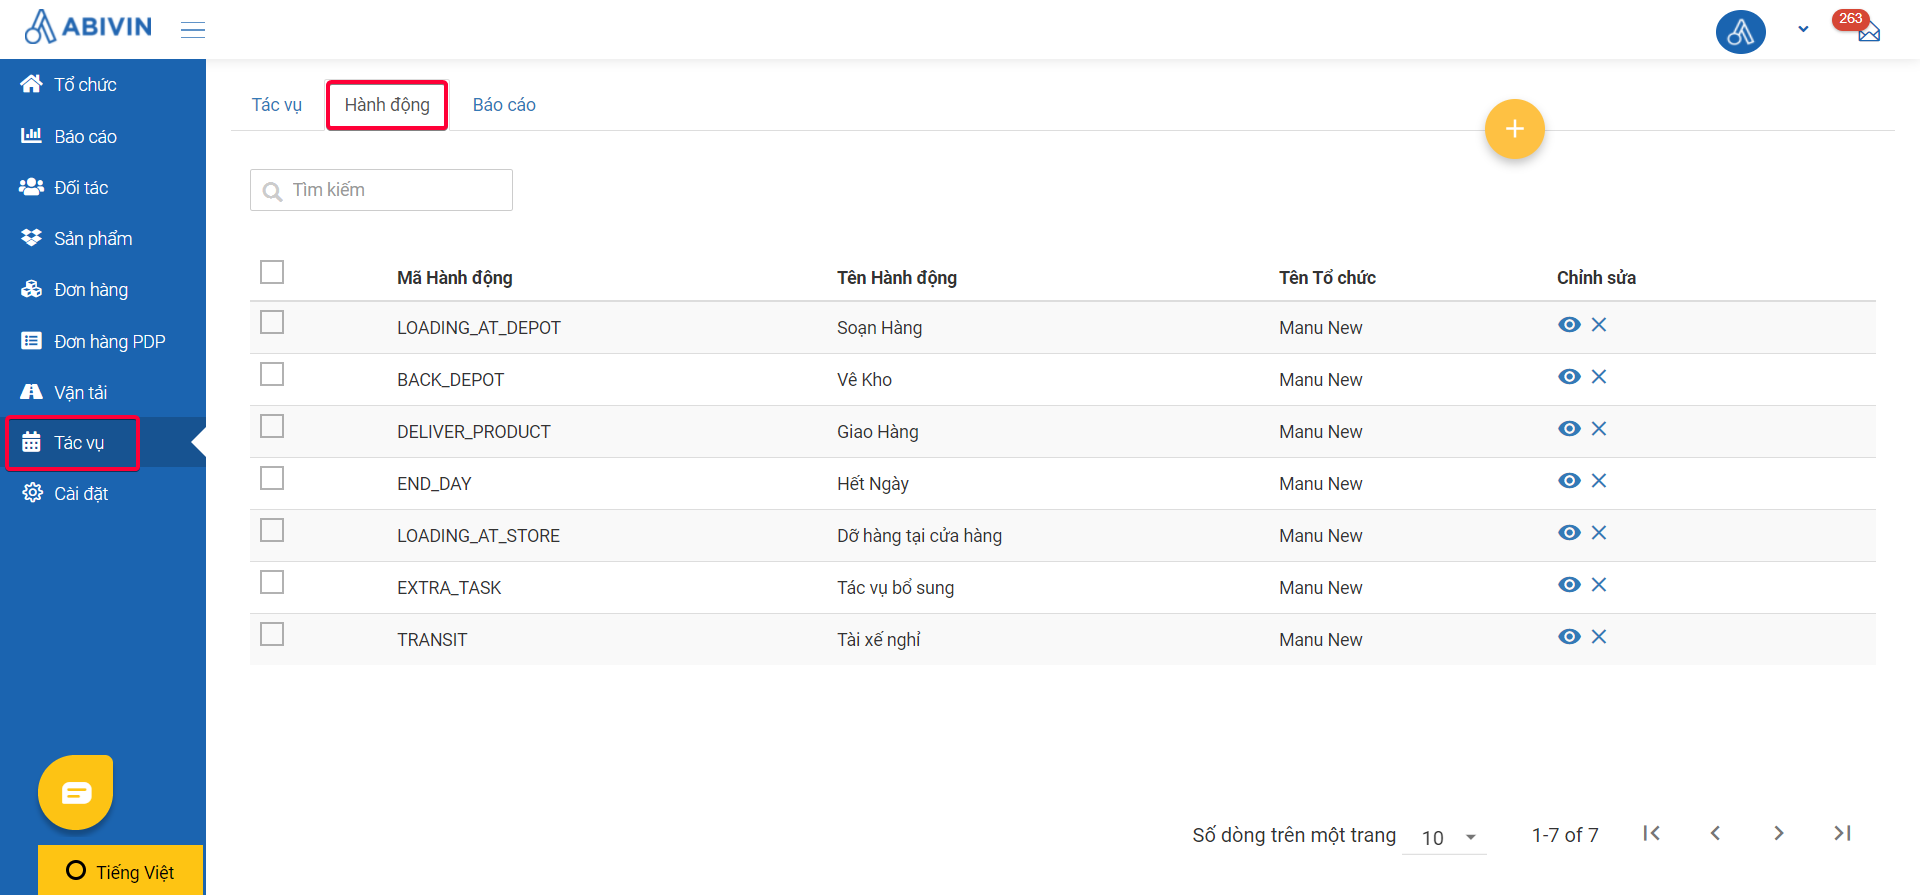 ABIVIN
263
Tổ chức
Báo cáo
Đối tác
Sản phẩm
Đơn hàng
Đơn hàng PDP
Vận tải
Tác vụ
Cài đặt
Tiếng Việt
Tác vụ Hành động Báo cáo
+
Tìm kiếm
Mã Hành động Tên Hành động Tên Tổ chức Chỉnh sửa
LOADING_AT_DEPOT Soạn Hàng Manu New
BACK_DEPOT Vê Kho Manu New
DELIVER_PRODUCT Giao Hàng Manu New
END_DAY Hết Ngày Manu New
LOADING_AT_STORE Dỡ hàng tại cửa hàng Manu New
EXTRA_TASK Tác vụ bổ sung Manu New
TRANSIT Tài xế nghỉ Manu New
Số dòng trên một trang 10 1-7 of 7